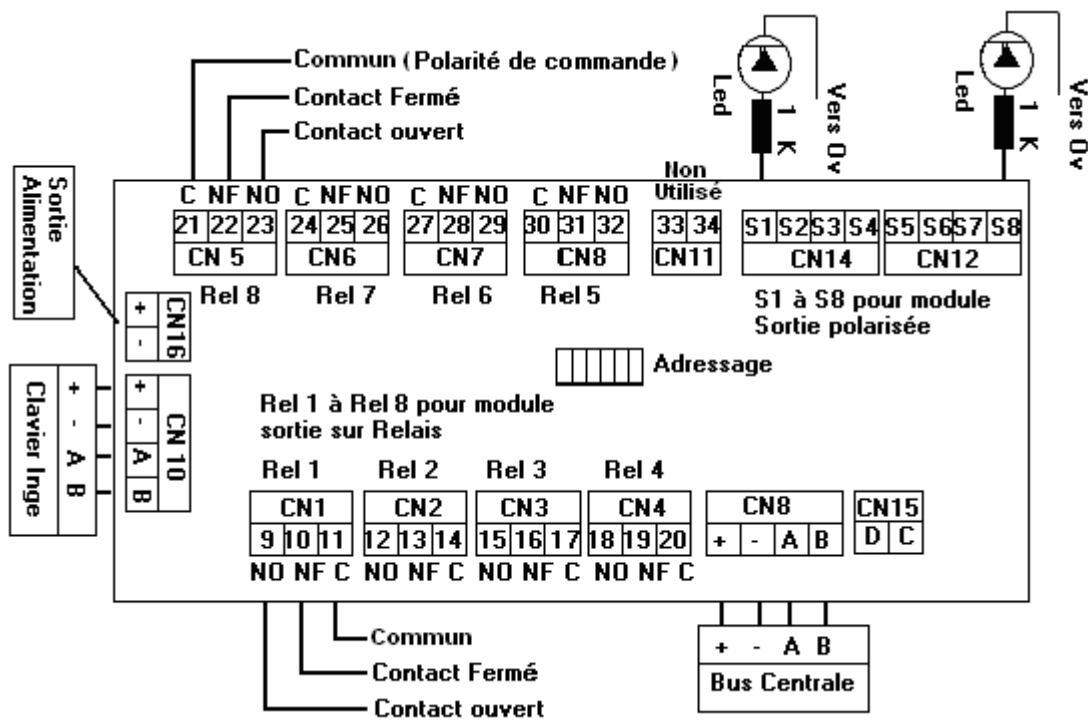 Commun (Polarité de commande)
Contact Fermé
Contact ouvert
Led
1 K
Vers 0v
Led
1 K
Vers 0v
Sortie
Alimentation
Non
Utilisé
C NF NO
C NF NO
C NF NO
C NF NO
21 22 23
24 25 26
27 28 29
30 31 32
33 34
S1 S2 S3 S4
S5 S6 S7 S8
CN 5
CN6
CN7
CN8
CN11
CN14
CN12
Rel 8
Rel 7
Rel 6
Rel 5
S1 à S8 pour module
Sortie polarisée
+ -
CN16
Adressage
Clavier Inge
+ - A B
+ - A B
CN 10
Rel 1 à Rel 8 pour module
sortie sur Relais
Rel 1
Rel 2
Rel 3
Rel 4
CN1
CN2
CN3
CN4
CN8
CN15
9 10 11
12 13 14
15 16 17
18 19 20
+ - A B
D C
NO NF C
NO NF C
NO NF C
NO NF C
Commun
Contact Fermé
Contact ouvert
+ - A B
Bus Centrale